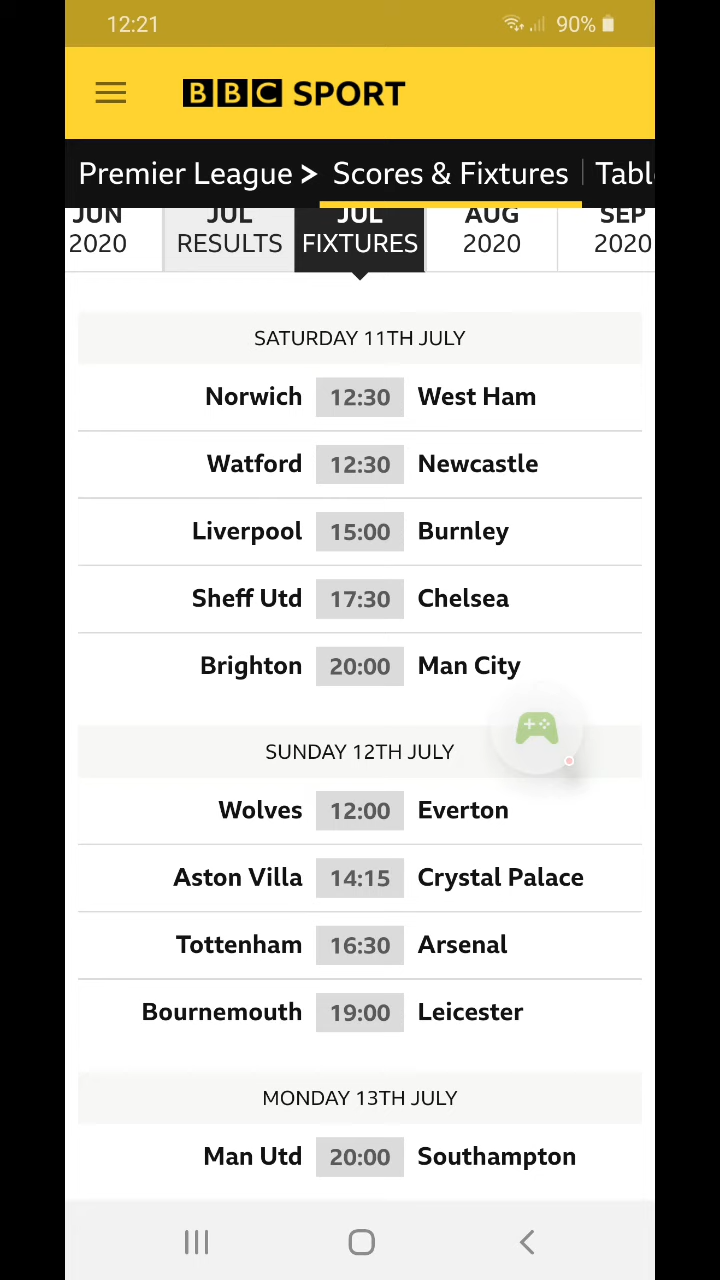 12:21 90%
BBC SPORT
Premier League > Scores & Fixtures Tabl
JUN JUL JUL AUG SEP
2020 RESULTS FIXTURES 2020 2020
SATURDAY 11TH JULY
Norwich 12:30 West Ham
Watford 12:30 Newcastle
Liverpool 15:00 Burnley
Sheff Utd 17:30 Chelsea
Brighton 20:00 Man City
SUNDAY 12TH JULY
Wolves 12:00 Everton
Aston Villa 14:15 Crystal Palace
Tottenham 16:30 Arsenal
Bournemouth 19:00 Leicester
MONDAY 13TH JULY
Man Utd 20:00 Southampton